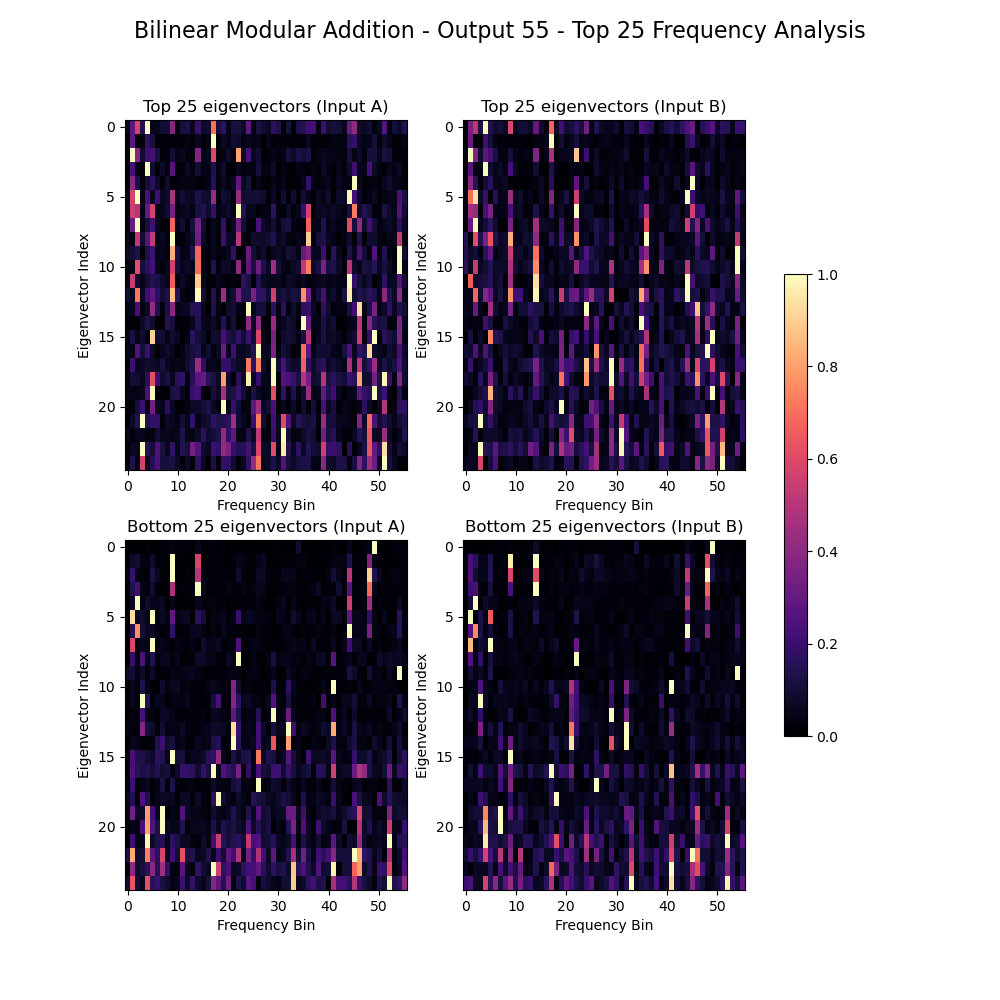 Bilinear Modular Addition - Output 55 - Top 25 Frequency Analysis
Top 25 eigenvectors (Input A)
Top 25 eigenvectors (Input B)
0
5
10
15
20
Eigenvector Index
0
5
10
15
20
Eigenvector Index
0 10 20 30 40 50
Frequency Bin
0 10 20 30 40 50
Frequency Bin
Bottom 25 eigenvectors (Input A)
Bottom 25 eigenvectors (Input B)
0
5
10
15
20
Eigenvector Index
0
5
10
15
20
Eigenvector Index
0 10 20 30 40 50
Frequency Bin
0 10 20 30 40 50
Frequency Bin
1.0
0.8
0.6
0.4
0.2
0.0